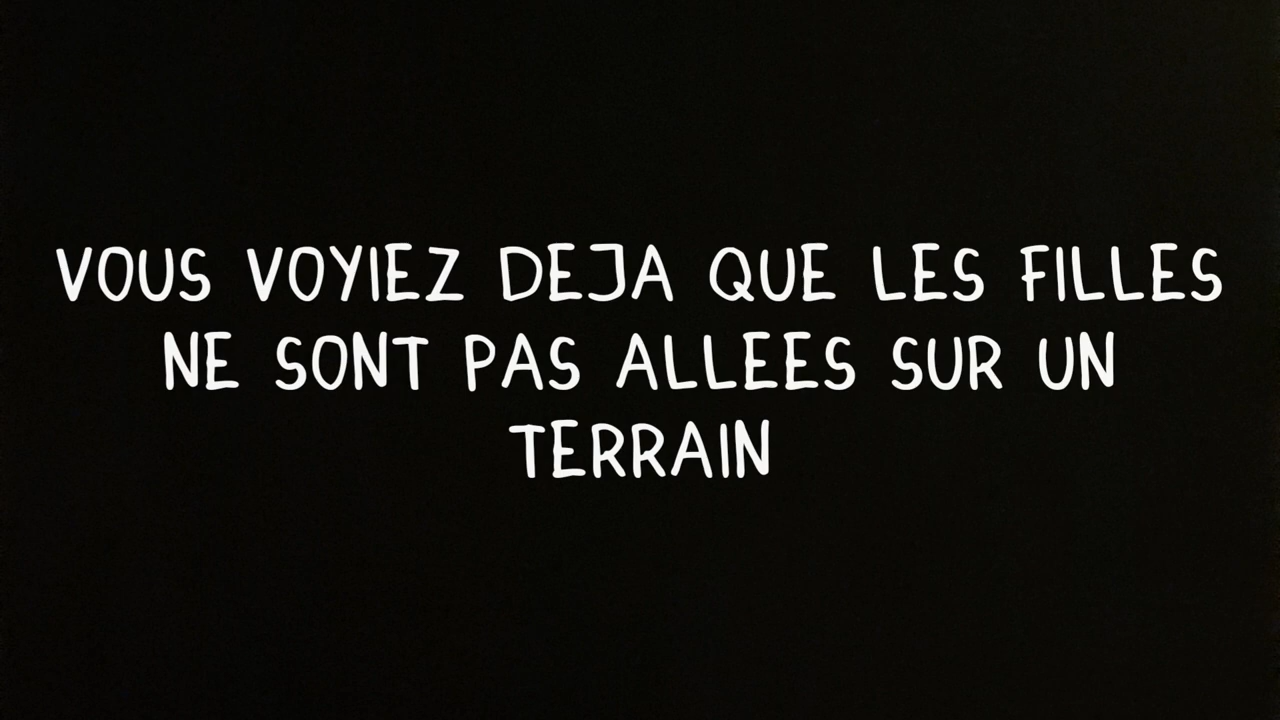 VOUS VOYIEZ DEJA QUE LES FILLES
NE SONT PAS ALLEES SUR UN
TERRAIN